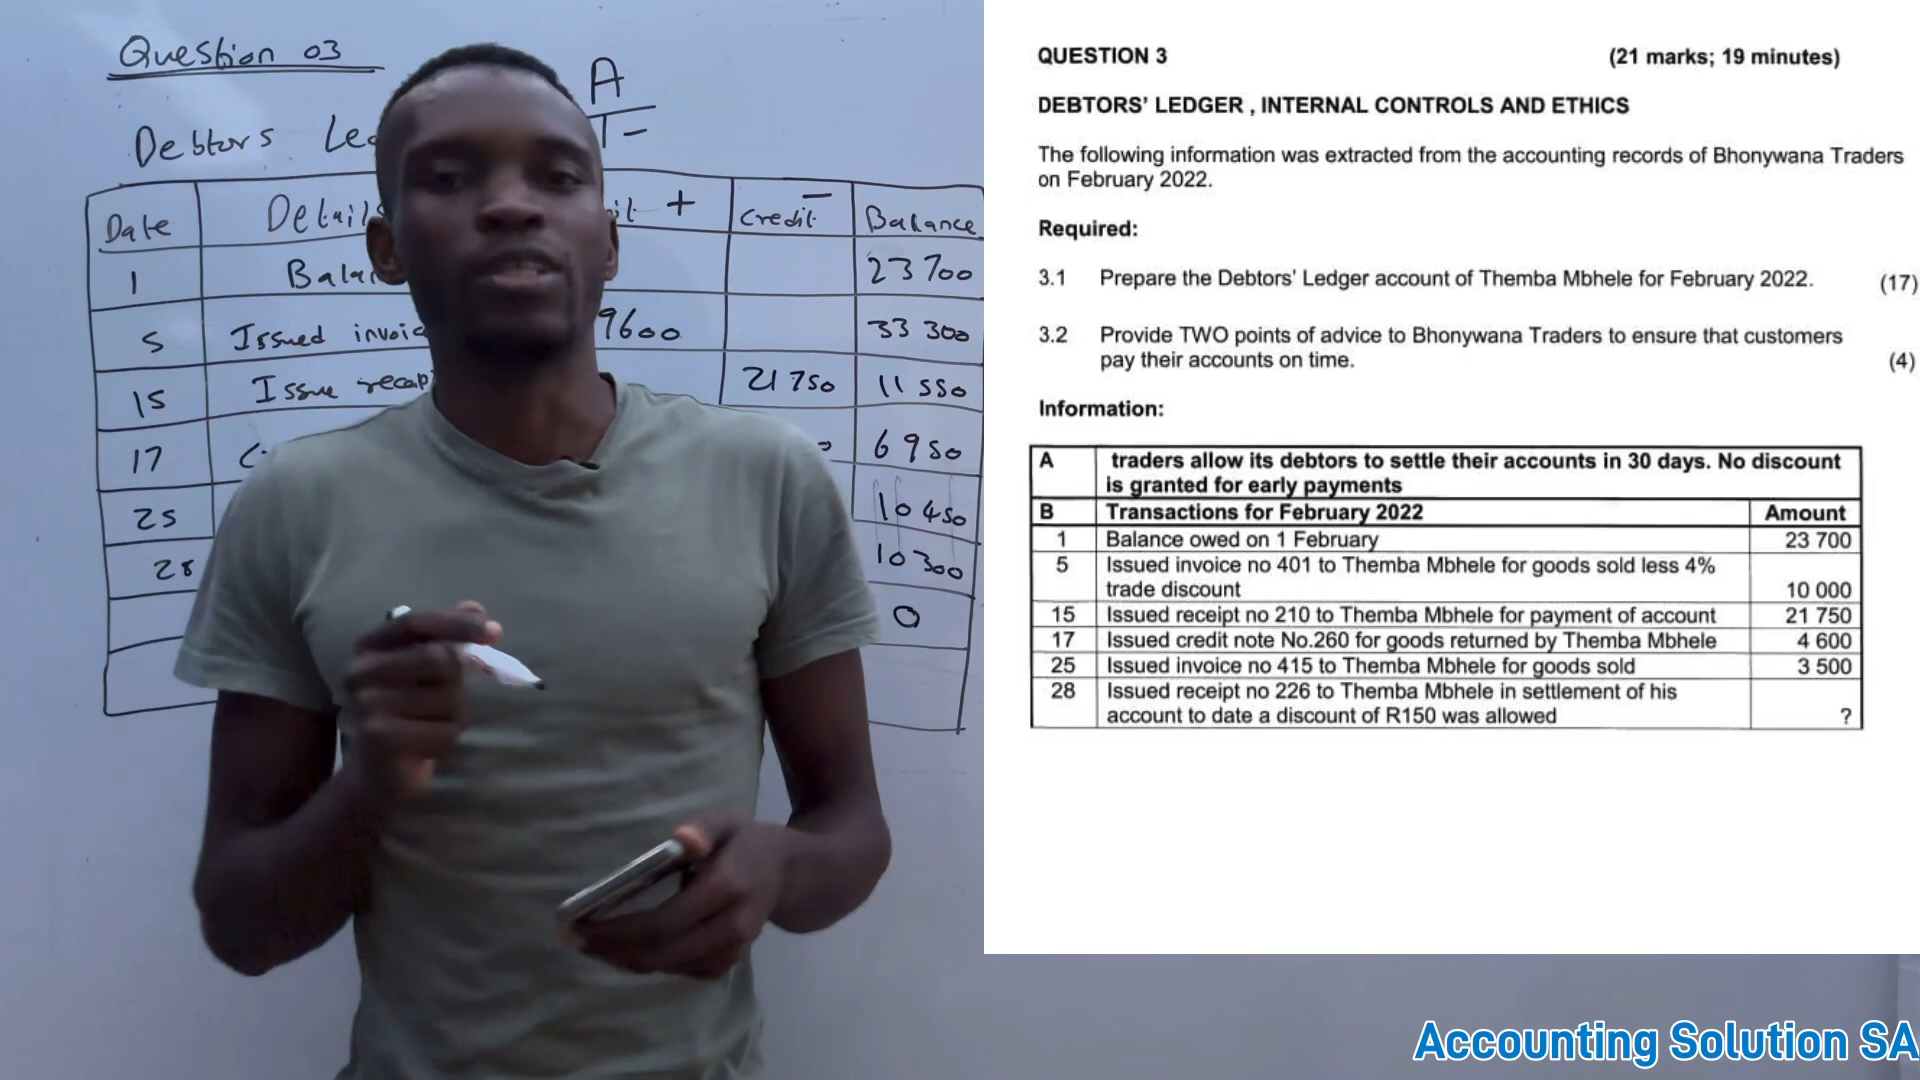 Question 03
Debtors
A
T-
Date Details + Credit - Balance
1 23 700
5 Issued 9600 33 300
15 Issue 21 750 11 550
17 6 950
25 10 450
28 10 300
0
QUESTION 3 (21 marks; 19 minutes)
DEBTORS' LEDGER , INTERNAL CONTROLS AND ETHICS
The following information was extracted from the accounting records of Bhonywana Traders
on February 2022.
Required:
3.1 Prepare the Debtors' Ledger account of Themba Mbhele for February 2022. (17)
3.2 Provide TWO points of advice to Bhonywana Traders to ensure that customers
pay their accounts on time. (4)
Information:
A traders allow its debtors to settle their accounts in 30 days. No discount
is granted for early payments
B Transactions for February 2022 Amount
1 Balance owed on 1 February 23 700
5 Issued invoice no 401 to Themba Mbhele for goods sold less 4%
trade discount 10 000
15 Issued receipt no 210 to Themba Mbhele for payment of account 21 750
17 Issued credit note No.260 for goods returned by Themba Mbhele 4 600
25 Issued invoice no 415 to Themba Mbhele for goods sold 3 500
28 Issued receipt no 226 to Themba Mbhele in settlement of his
account to date a discount of R150 was allowed ?
Accounting Solution SA